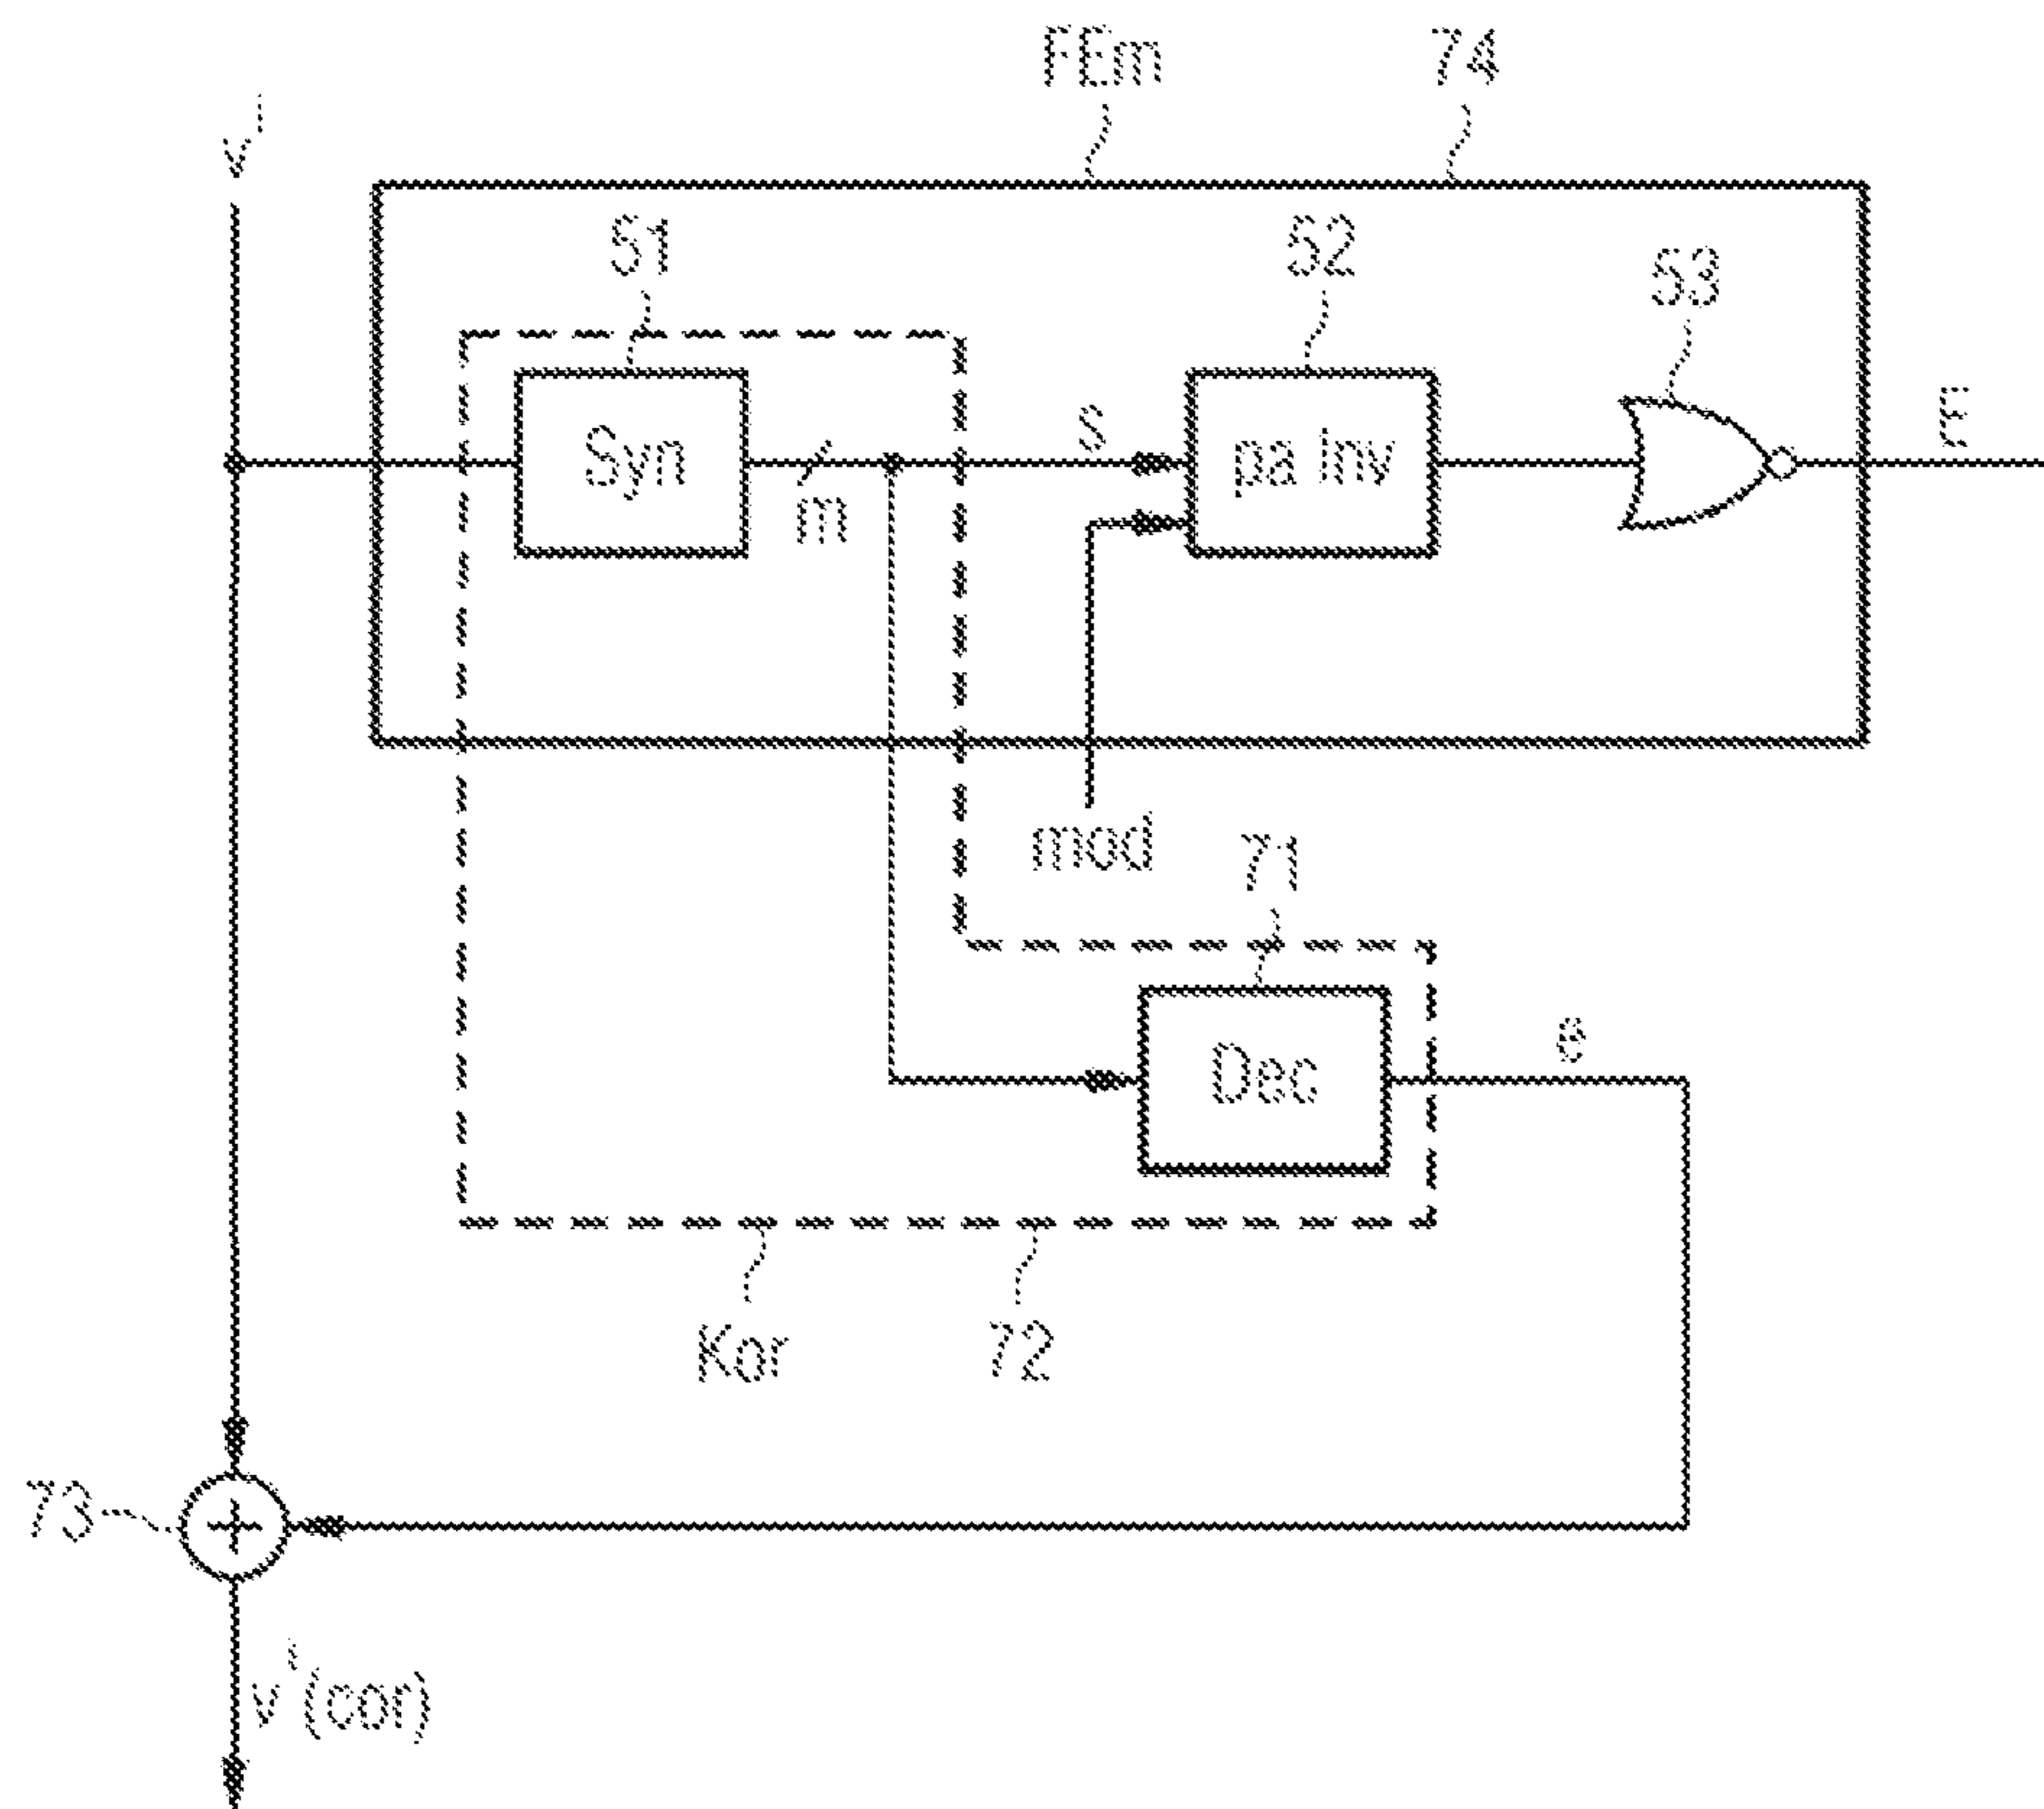 FEm
74
v'
51
52
53
Syn
m
S
pa Inv
E
mod
71
Dec
e
Kor
72
73
+
v'(cor)